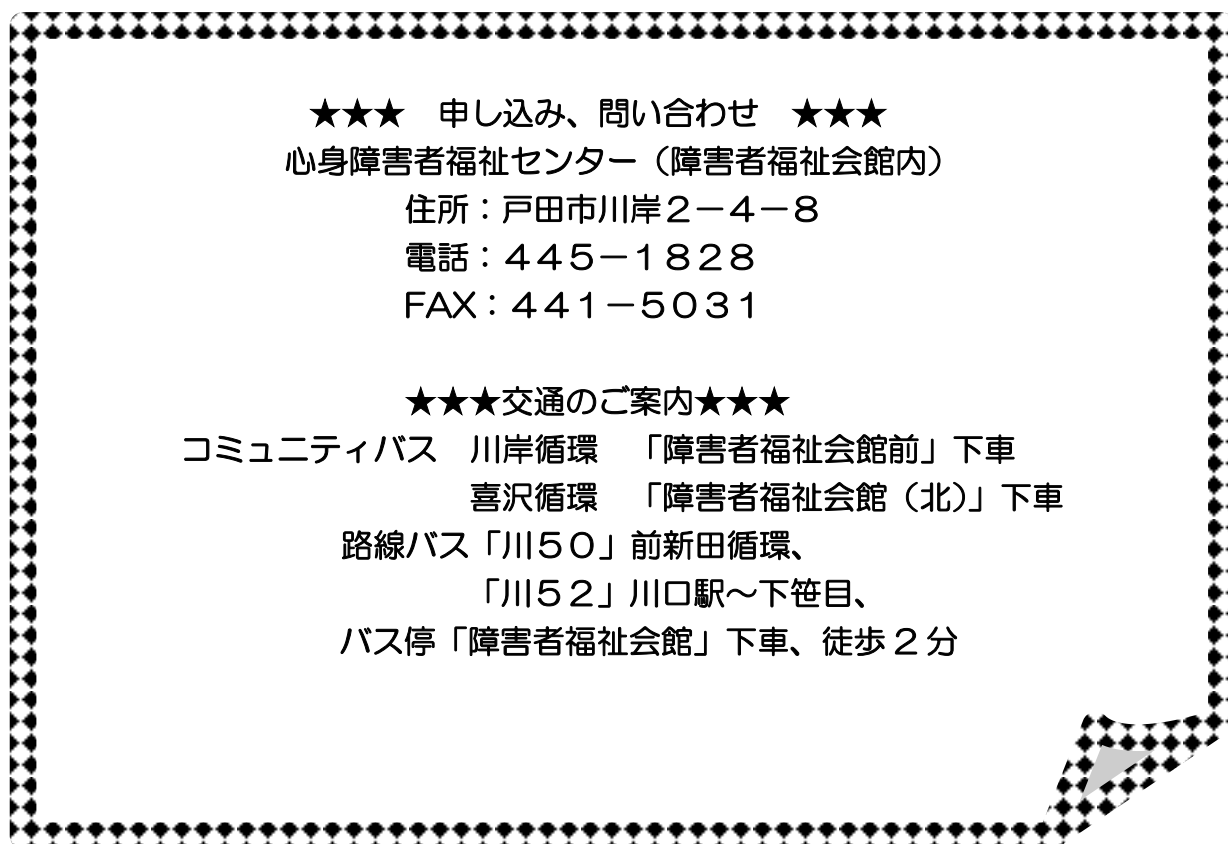 ★★★　申し込み、問い合わせ　★★★
心身障害者福祉センター（障害者福祉会館内）
住所：戸田市川岸２－４－８
電話：４４５－１８２８
FAX：４４１－５０３１
★★★交通のご案内★★★
コミュニティバス　川岸循環　「障害者福祉会館前」下車
喜沢循環　「障害者福祉会館（北）」下車
路線バス「川５０」前新田循環、
「川５２」川口駅～下笹目、
バス停「障害者福祉会館」下車、徒歩２分